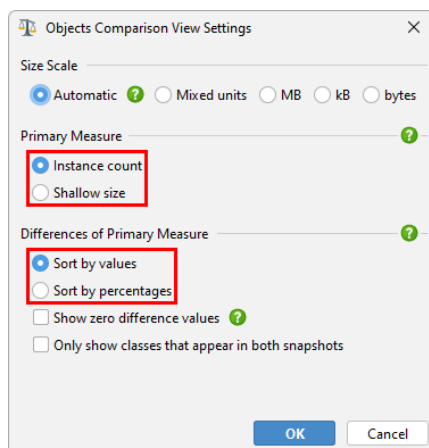 Objects Comparison View Settings
Size Scale
Automatic ? Mixed units MB kB bytes
Primary Measure ?
Instance count
Shallow size
Differences of Primary Measure ?
Sort by values
Sort by percentages
Show zero difference values ?
Only show classes that appear in both snapshots
OK Cancel